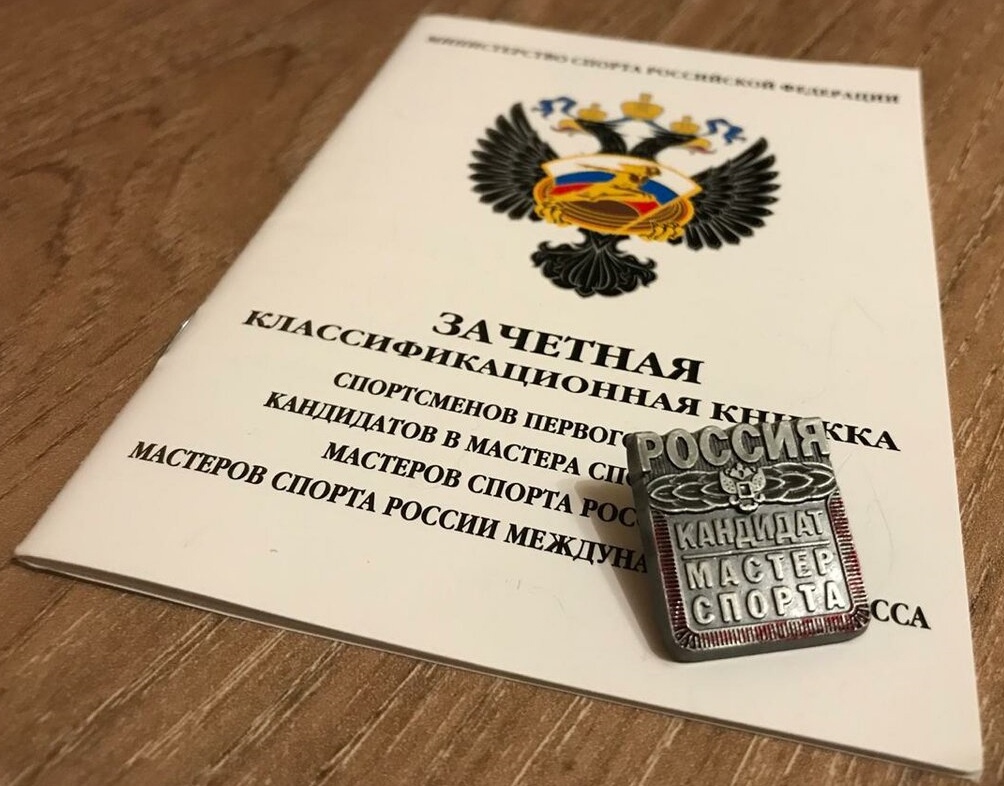 МИНИСТЕРСТВО СПОРТА РОССИЙСКОЙ ФЕДЕРАЦИИ
ЗАЧЕТНАЯ
КЛАССИФИКАЦИОННАЯ КНИЖКА
СПОРТСМЕНОВ ПЕРВОГ
КАНДИДАТОВ В МАСТЕРА СПО
МАСТЕРОВ СПОРТА РОС
МАСТЕРОВ СПОРТА РОССИИ МЕЖДУНА ССА
РОССИЯ
КАНДИДАТ
МАСТЕР
СПОРТА